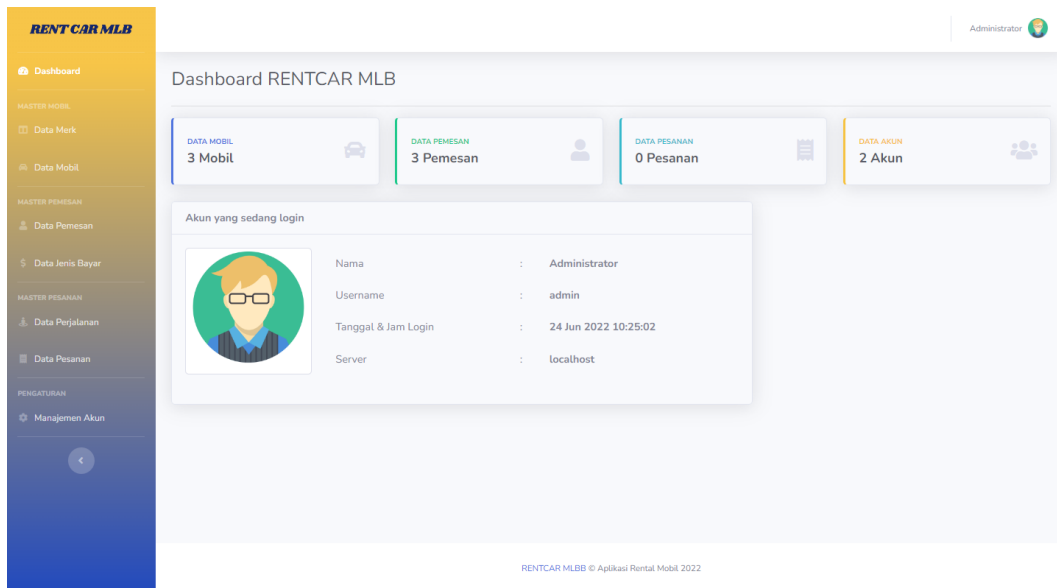 RENT CAR MLB
Administrator
Dashboard
MASTER MOBIL
Data Merk
Data Mobil
MASTER PEMESAN
Data Pemesan
Data Jenis Bayar
MASTER PESANAN
Data Perjalanan
Data Pesanan
PENGATURAN
Manajemen Akun
Dashboard RENTCAR MLB
DATA MOBIL
3 Mobil
DATA PEMESAN
3 Pemesan
DATA PESANAN
0 Pesanan
DATA AKUN
2 Akun
Akun yang sedang login
Nama : Administrator
Username : admin
Tanggal & Jam Login : 24 Jun 2022 10:25:02
Server : localhost
RENTCAR MLBB © Aplikasi Rental Mobil 2022